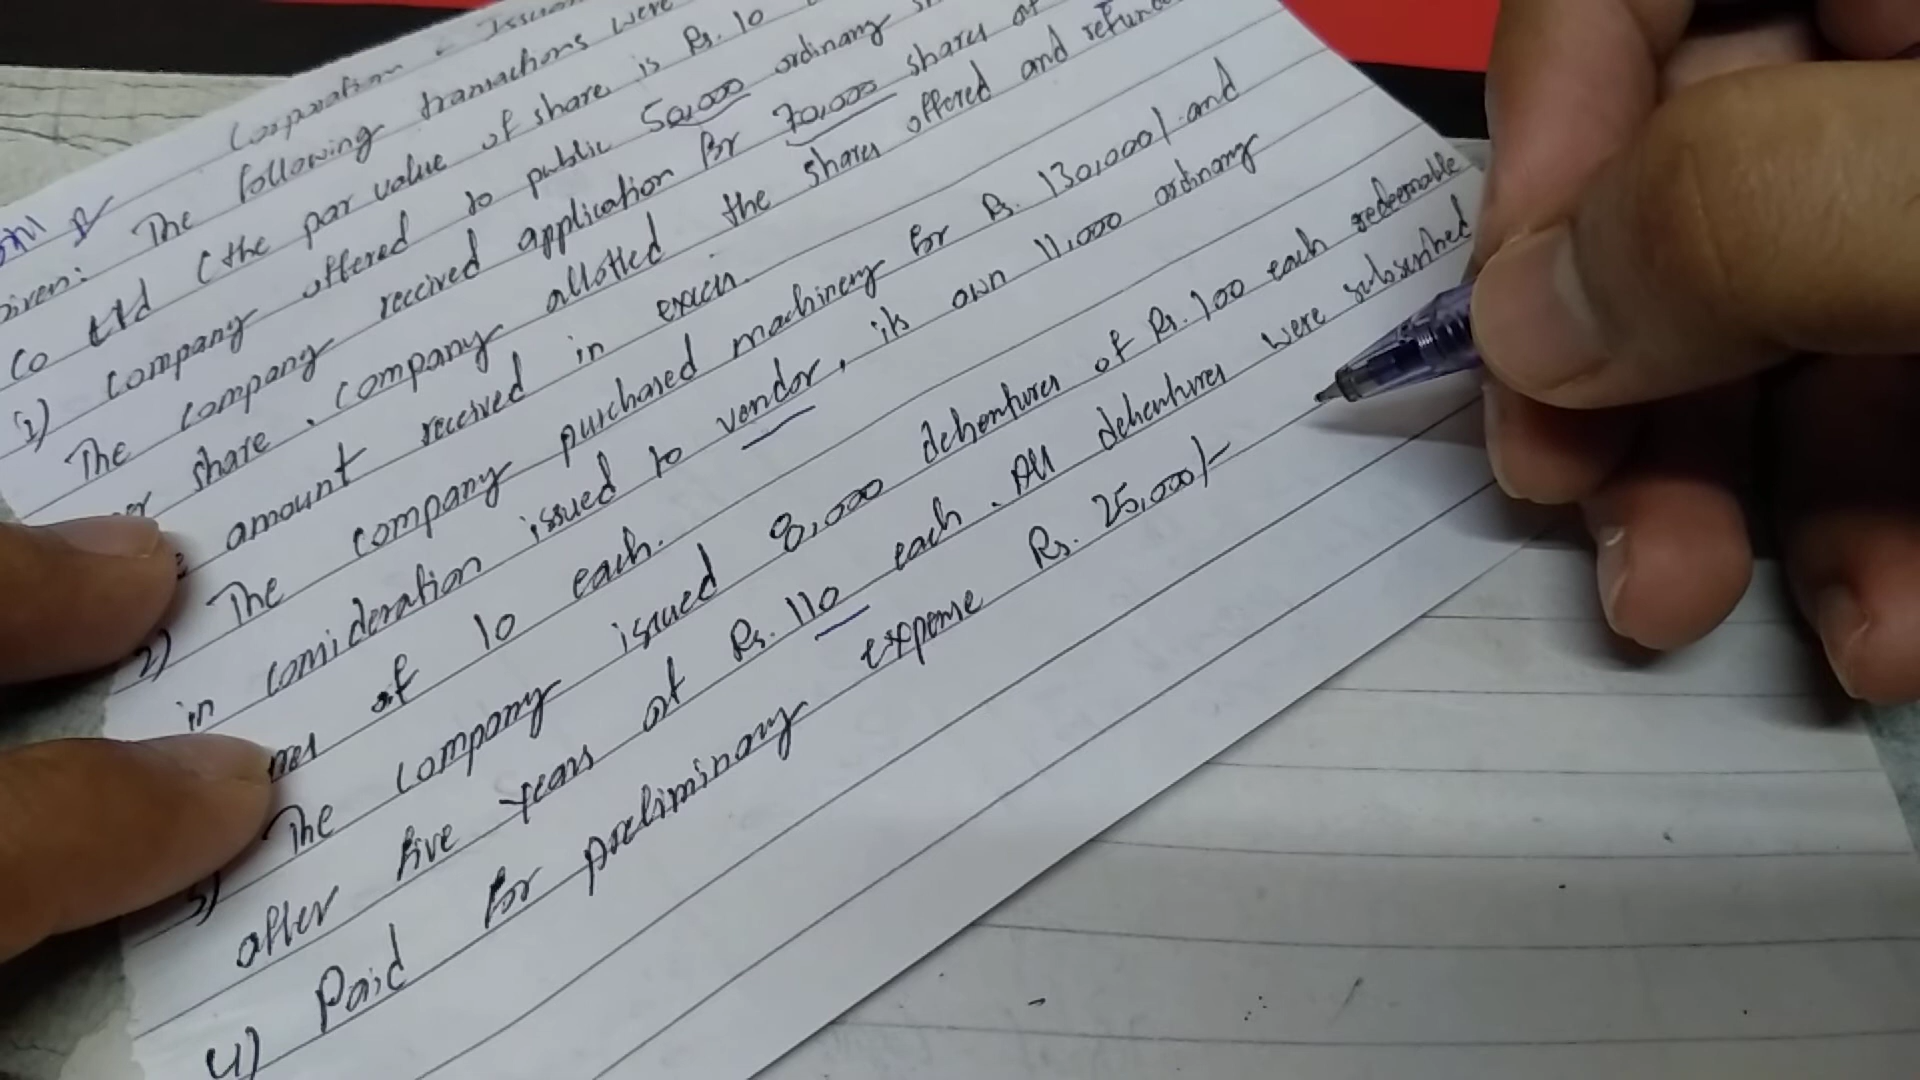 Corporation - Issuan
Given: The following transactions were
Co Ltd (the par value of share is Rs. 10
1) Company offered to public 50,000 ordinary
The company received application for 70,000 shares at
share. Company allotted the shares offered and refund
amount received in excess.
2) The company purchased machinery for Rs. 130,000/- and
in consideration issued to vendor, its own 11,000 ordinary
of 10 each.
3) The company issued 8,000 debentures of Rs. 100 each redeemable
after five years at Rs. 110 each. All debentures were subscribed
4) Paid for preliminary expense Rs. 25,000/-